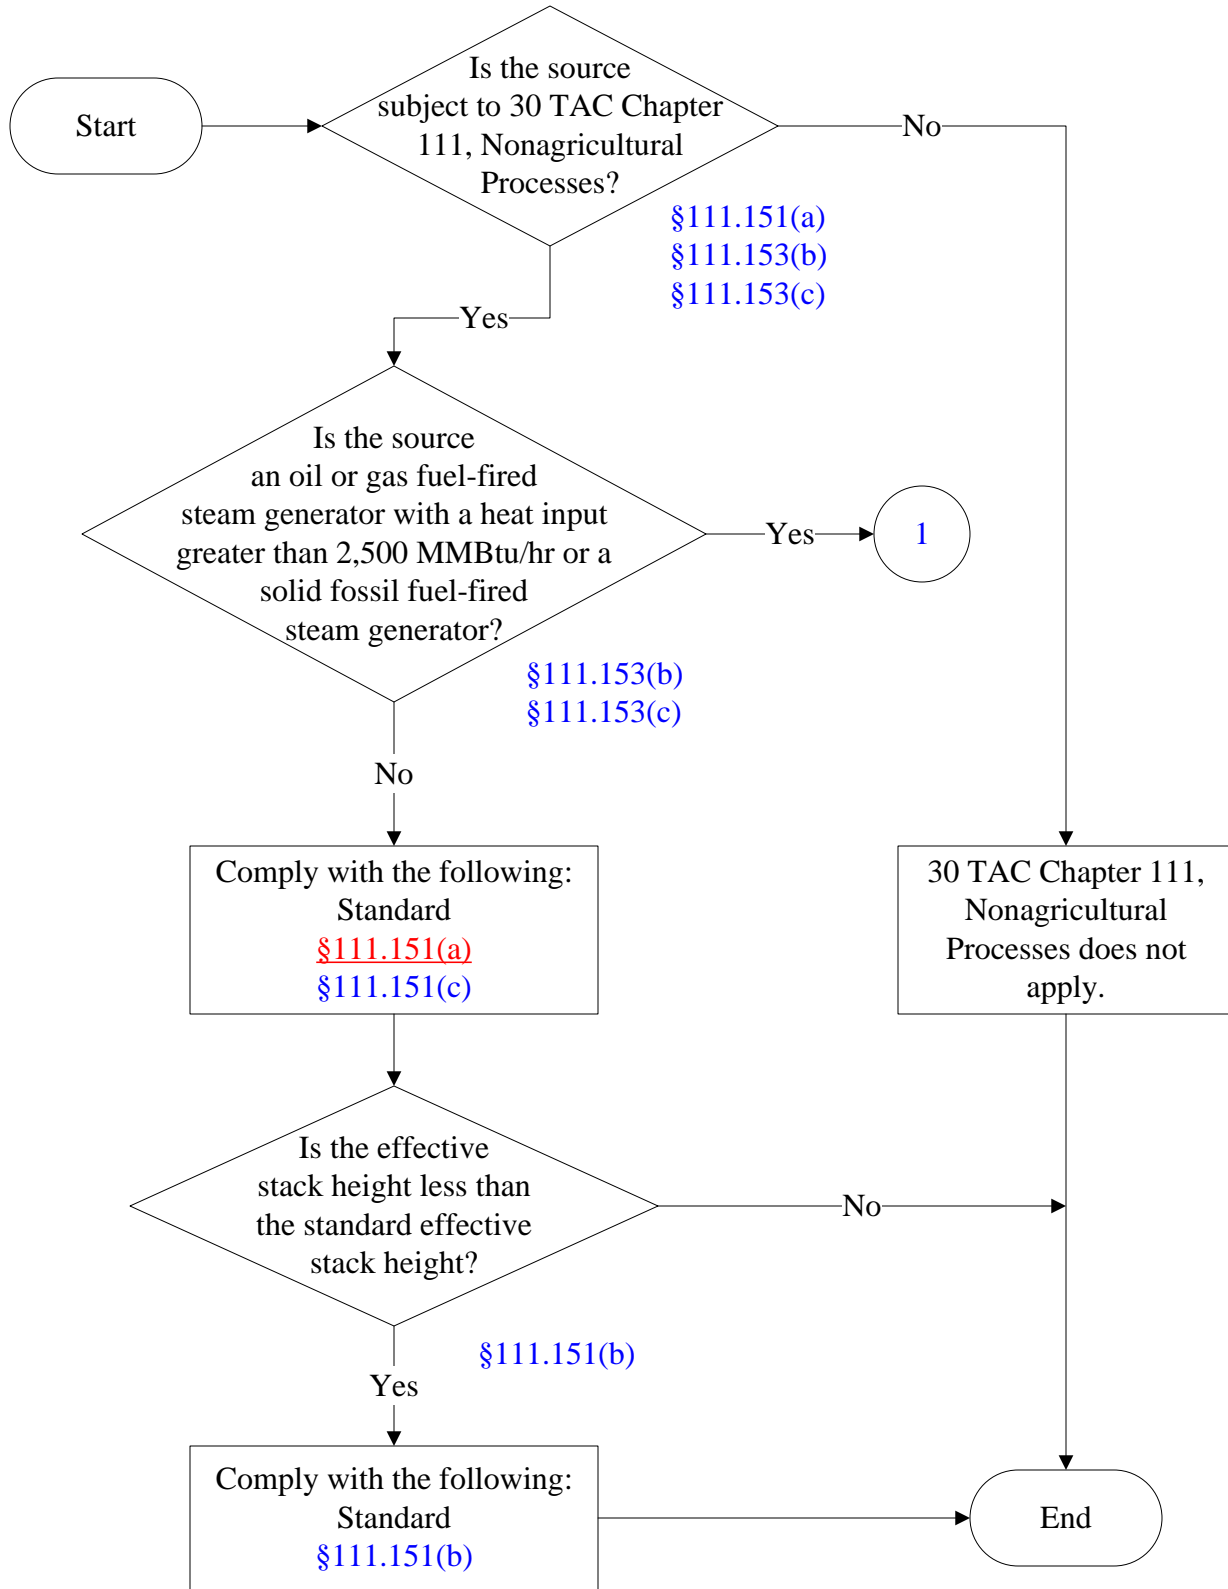 Start
Is the source
subject to 30 TAC Chapter
111, Nonagricultural
Processes?
No
§111.151(a)
§111.153(b)
§111.153(c)
Yes
Is the source
an oil or gas fuel-fired
steam generator with a heat input
greater than 2,500 MMBtu/hr or a
solid fossil fuel-fired
steam generator?
Yes
1
§111.153(b)
§111.153(c)
No
Comply with the following:
Standard
§111.151(a)
§111.151(c)
30 TAC Chapter 111,
Nonagricultural
Processes does not
apply.
Is the effective
stack height less than
the standard effective
stack height?
No
§111.151(b)
Yes
Comply with the following:
Standard
§111.151(b)
End